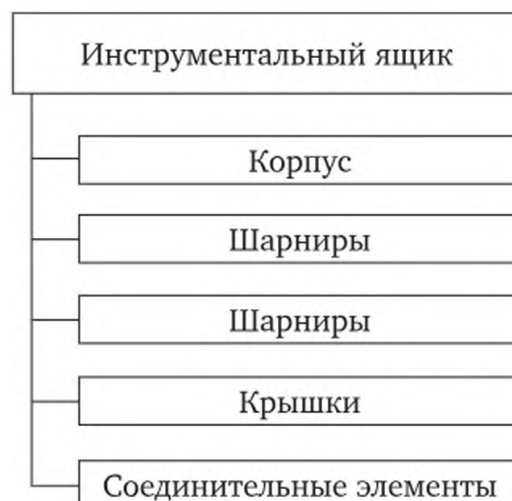 Инструментальный ящик
Корпус
Шарниры
Шарниры
Крышки
Соединительные элементы